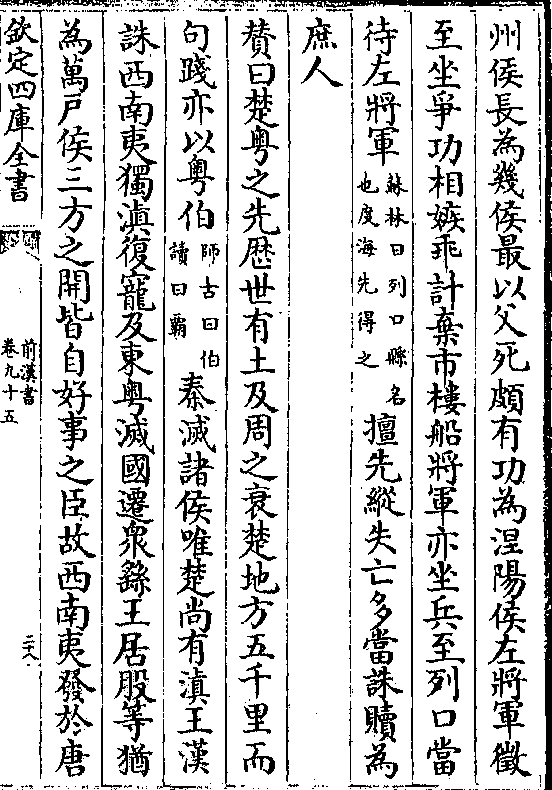 州侯長為幾侯最以父死頗有功為涅陽侯左將軍徵
至坐爭功相嫉乖計棄市樓船將軍亦坐兵至列口當
待左將軍蘇林曰列口縣名也度海先得之擅先縱失亡多當誅贖為
庶人
賛曰楚粤之先歴世有土及周之衰楚地方五千里而
句踐亦以粤伯師古曰伯讀曰霸秦滅諸侯唯楚尚有滇王漢
誅西南夷獨滇復寵及東粤滅國遷衆繇王居股等猶
為萬户侯三方之開皆自好事之臣故西南夷發於唐
欽定四庫全書
前漢書
卷九十五
二六